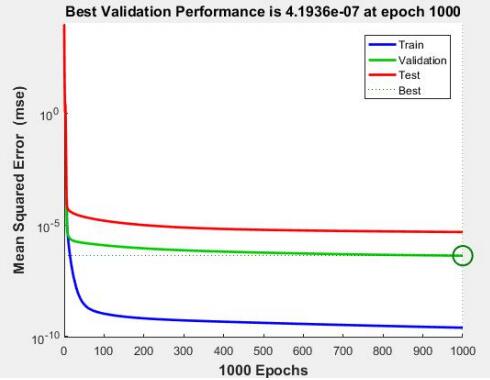 Best Validation Performance is 4.1936e-07 at epoch 1000
Train
Validation
Test
Best
Mean Squared Error (mse)
10^0
10^-5
10^-10
0 100 200 300 400 500 600 700 800 900 1000
1000 Epochs